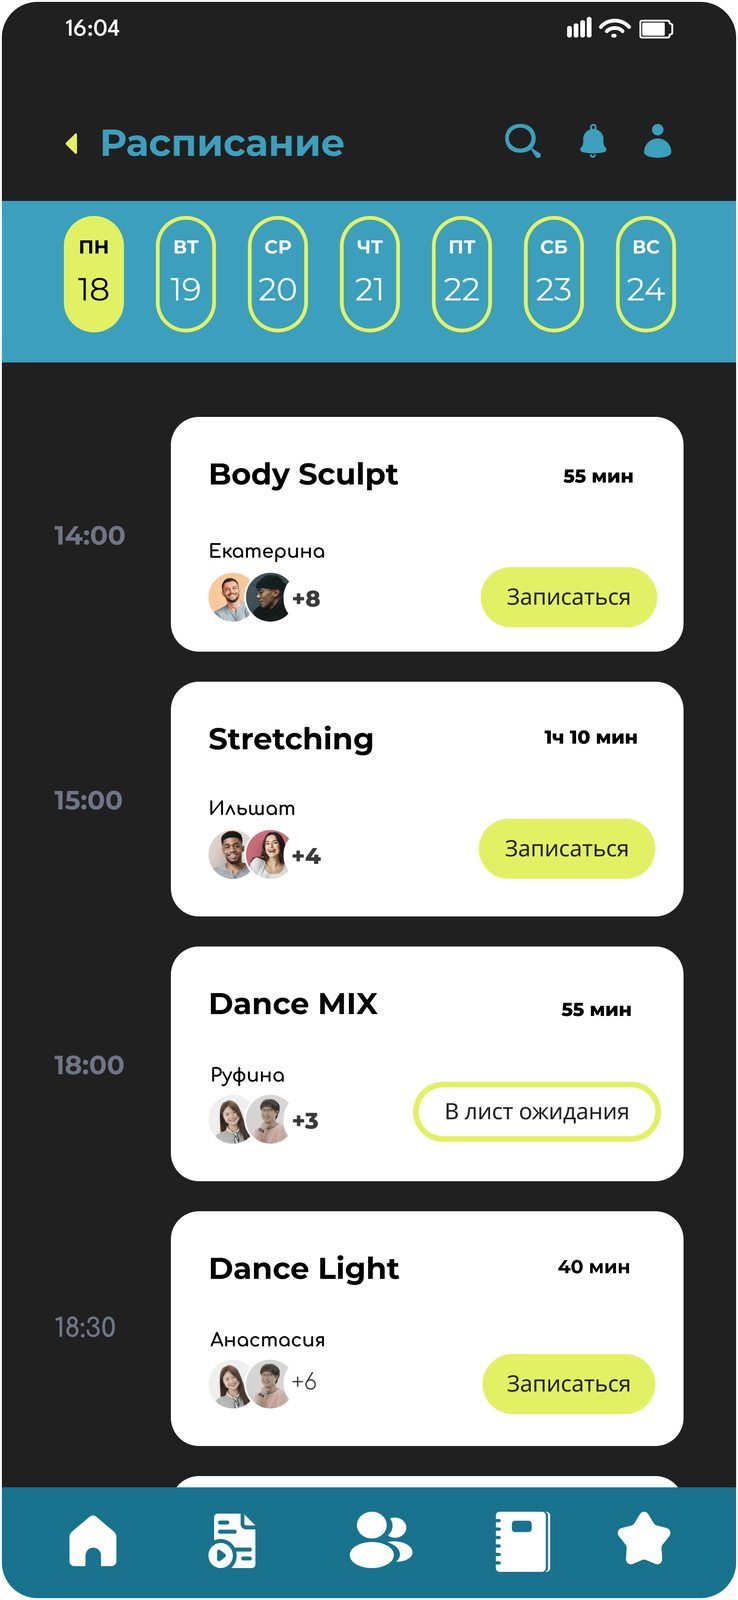 16:04
Расписание
ПН ВТ СР ЧТ ПТ СБ ВС
18 19 20 21 22 23 24
Body Sculpt 55 мин
14:00
Екатерина
+8 Записаться
Stretching 1ч 10 мин
15:00
Ильшат
+4 Записаться
Dance MIX 55 мин
18:00
Руфина
+3 В лист ожидания
Dance Light 40 мин
18:30
Анастасия
+6 Записаться